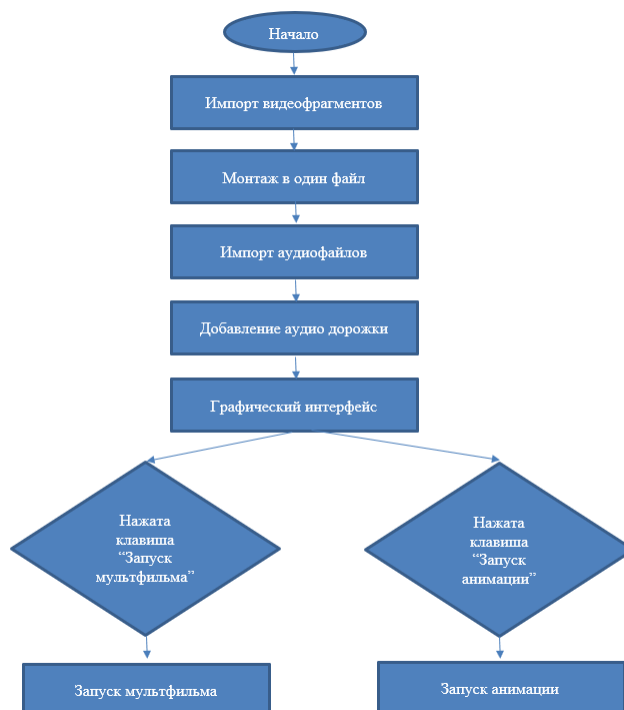 Начало
Импорт видеофрагментов
Монтаж в один файл
Импорт аудиофайлов
Добавление аудио дорожки
Графический интерфейс
Нажата
клавиша
“Запуск
мультфильма”
Нажата
клавиша
“Запуск
анимации”
Запуск мультфильма
Запуск анимации